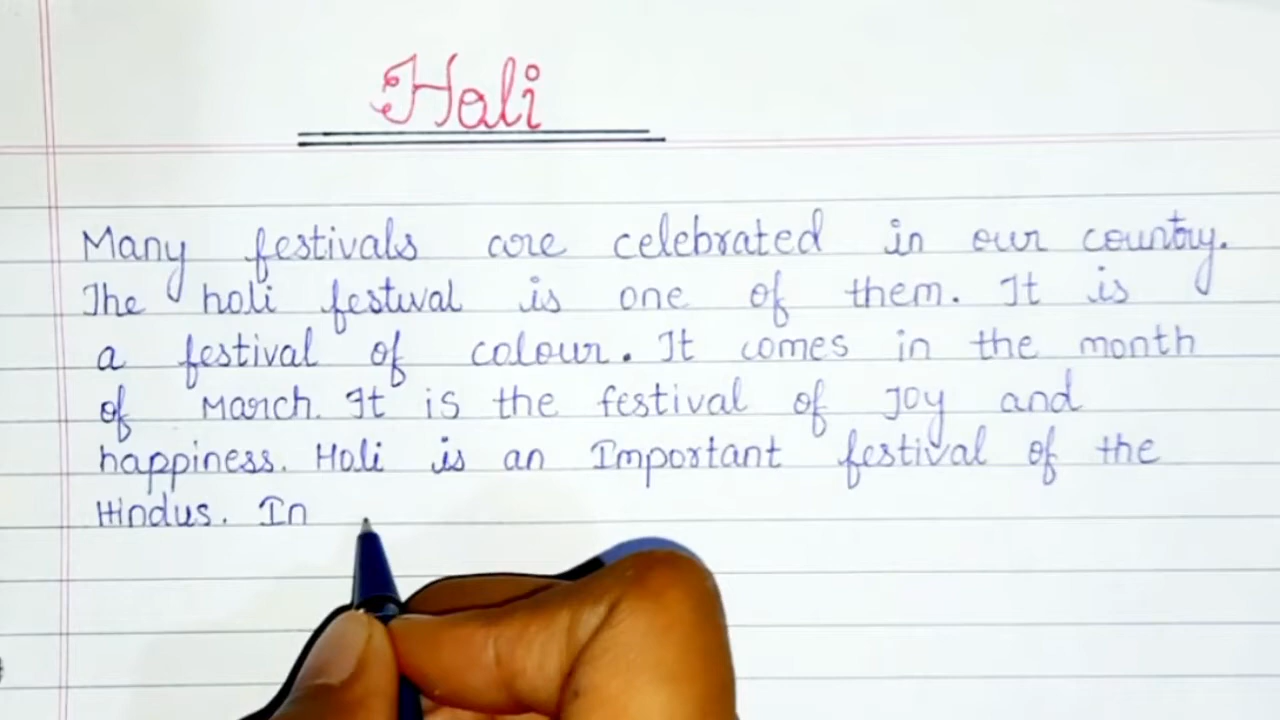 Holi
Many festivals are celebrated in our country.
The holi festival is one of them. It is
a festival of colour. It comes in the month
of March. It is the festival of Joy and
happiness. Holi is an Important festival of the
Hindus. In